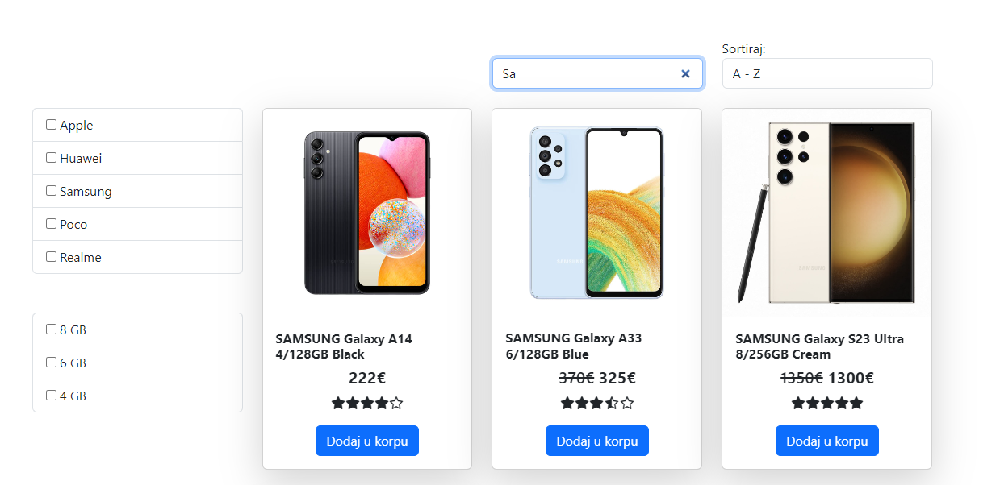 Sortiraj:
Sa
A - Z
Apple
Huawei
Samsung
Poco
Realme
8 GB
6 GB
4 GB
SAMSUNG Galaxy A14
4/128GB Black
222€
Dodaj u korpu
SAMSUNG
SAMSUNG Galaxy A33
6/128GB Blue
370€ 325€
Dodaj u korpu
SAMSUNG
SAMSUNG Galaxy S23 Ultra
8/256GB Cream
1350€ 1300€
Dodaj u korpu